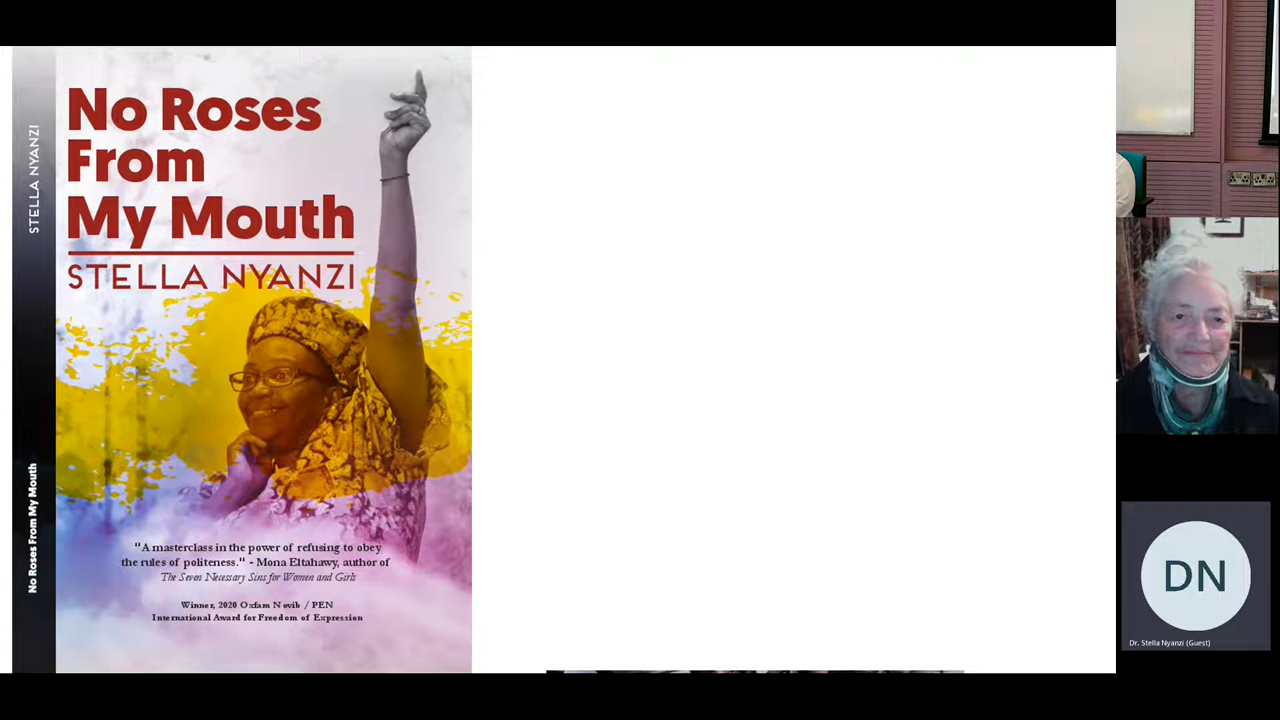 STELLA NYANZI
No Roses From My Mouth
No Roses
From
My Mouth
STELLA NYANZI
"A masterclass in the power of refusing to obey
the rules of politeness." - Mona Eltahawy, author of
The Seven Necessary Sins for Women and Girls
Winner, 2020 Oxfam Novib / PEN
International Award for Freedom of Expression
DN
Dr. Stella Nyanzi (Guest)